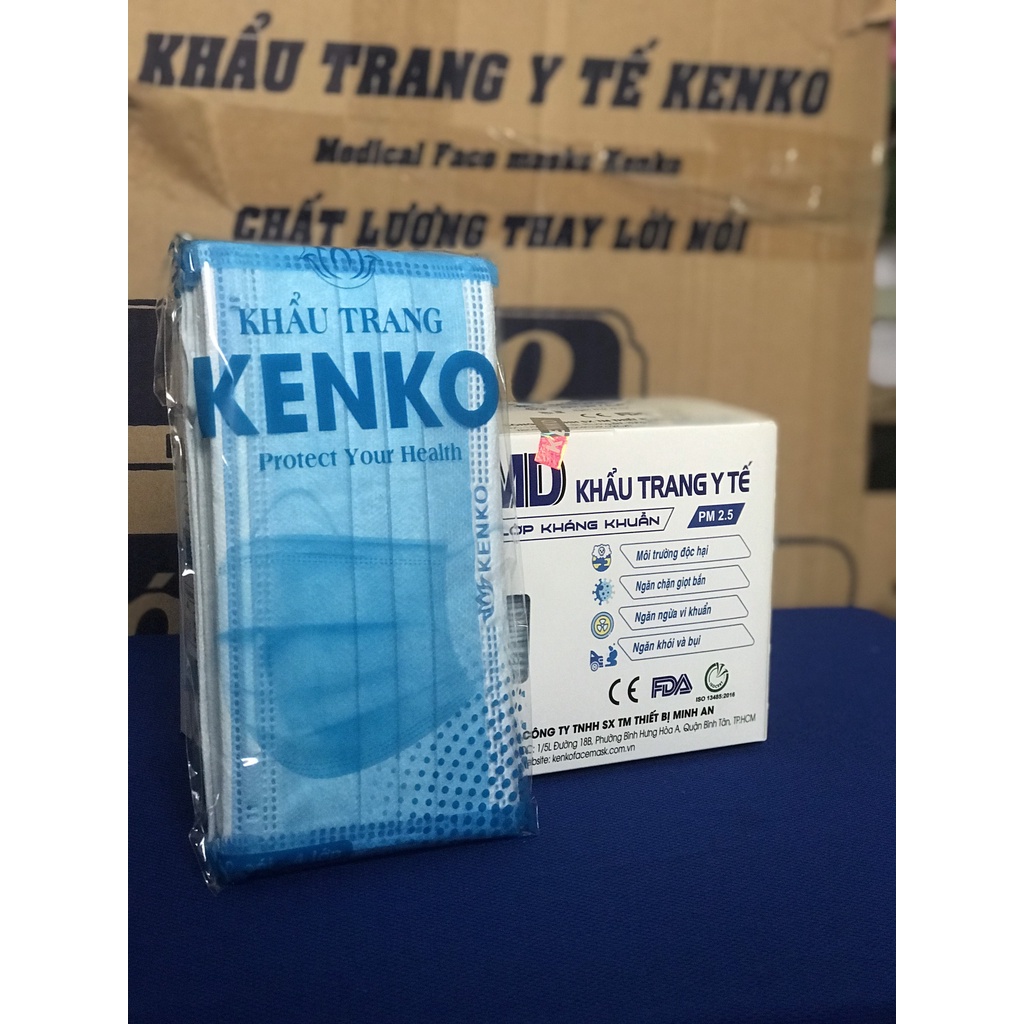 KHẨU TRANG Y TẾ KENKO
Medical Face masks Kenko
CHẤT LƯỢNG THAY LỜI NÓI
KHẨU TRANG
KENKO
Protect Your Health
KENKO
MD KHẨU TRANG Y TẾ
LỚP KHÁNG KHUẨN PM 2.5
Môi trường độc hại
Ngăn chặn giọt bắn
Ngăn ngừa vi khuẩn
Ngăn khói và bụi
CE FDA
ISO 13485:2016
CÔNG TY TNHH SX TM THIẾT BỊ MINH AN
1/5L Đường 18B, Phường Bình Hưng Hòa A, Quận Bình Tân, TP.HCM
website: kenkofacemask.com.vn